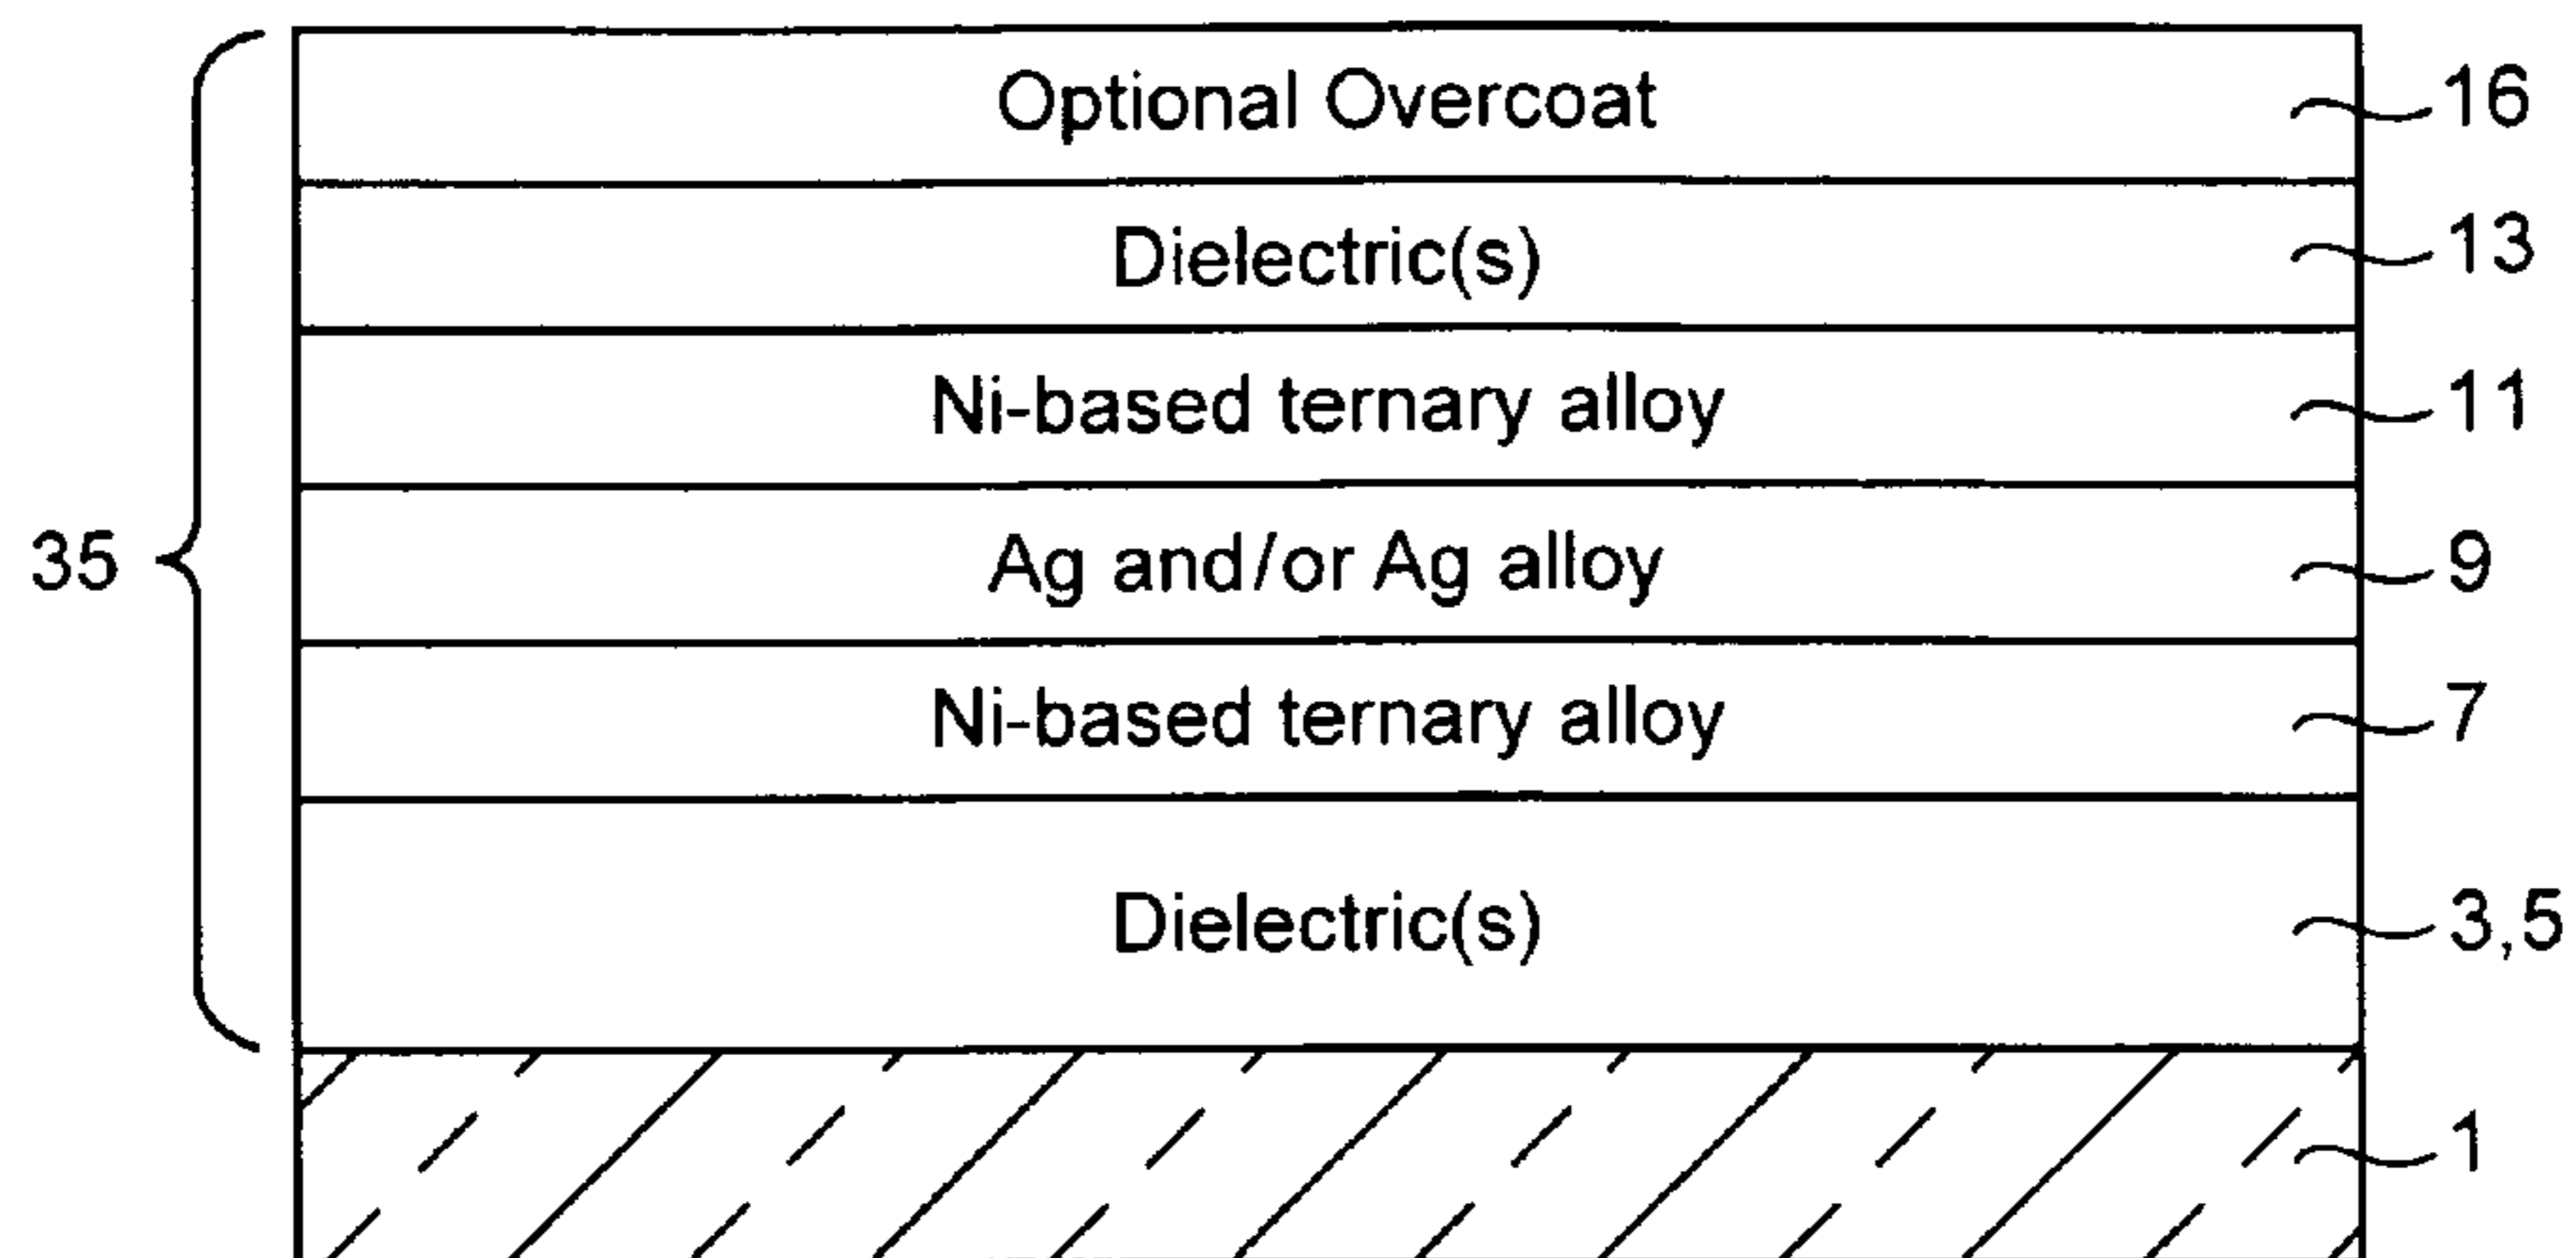 Optional Overcoat 16
Dielectric(s) 13
Ni-based ternary alloy 11
35 Ag and/or Ag alloy 9
Ni-based ternary alloy 7
Dielectric(s) 3,5
1